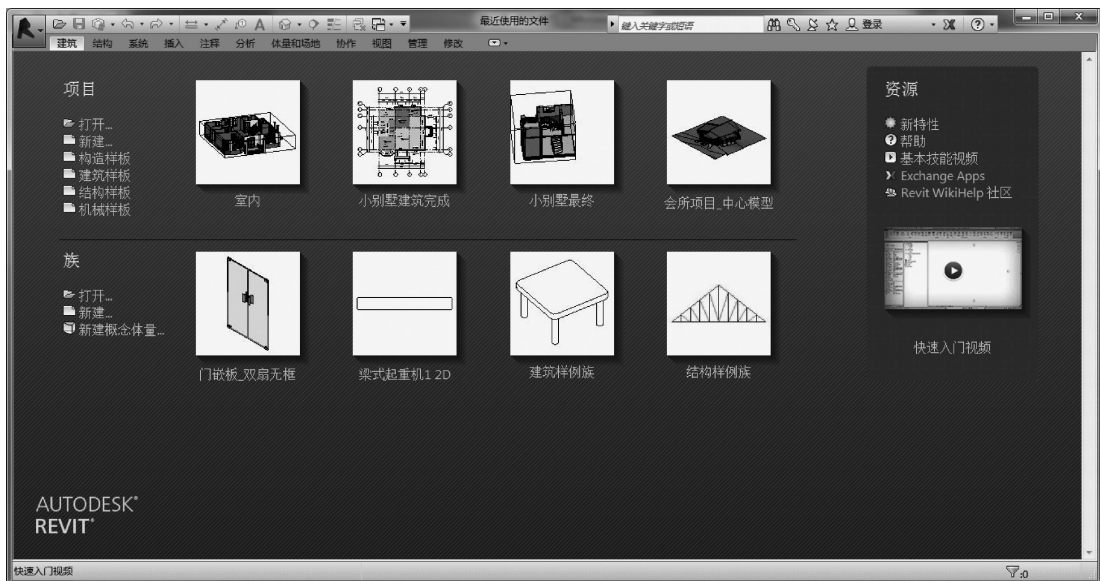 最近使用的文件
键入关键字或短语
登录
建筑 结构 系统 插入 注释 分析 体量和场地 协作 视图 管理 修改
项目
打开...
新建...
构造样板
建筑样板
结构样板
机械样板
室内
小别墅建筑完成
小别墅最终
会所项目_中心模型
族
打开...
新建...
新建概念体量...
门嵌板_双扇无框
梁式起重机1 2D
建筑样例族
结构样例族
资源
新特性
帮助
基本技能视频
Exchange Apps
Revit WikiHelp 社区
快速入门视频
AUTODESK®
REVIT®
快速入门视频
:0